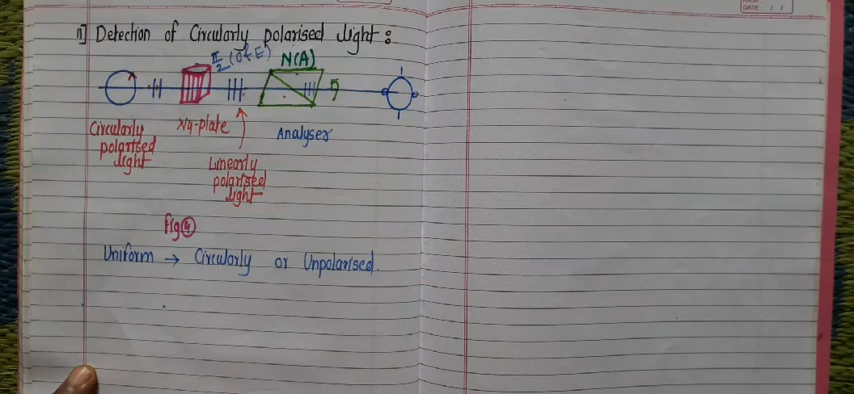 n] Detection of Circularly polarised light :
π/2 (O & E)
N(A)
Circularly
polarised
light
λ/4-plate
Linearly
polarised
light
Analyser
Fig④
Uniform → Circularly or Unpolarised.
DATE: / /